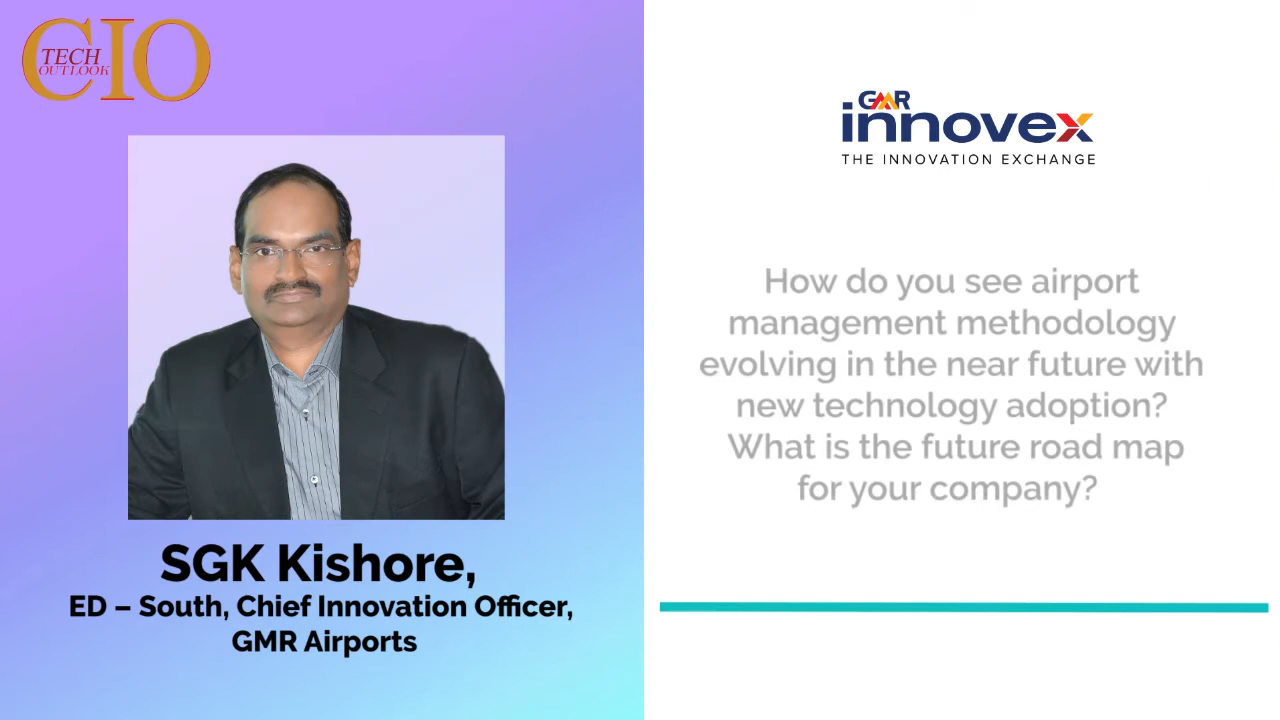 CIO
TECH
OUTLOOK
SGK Kishore,
ED – South, Chief Innovation Officer,
GMR Airports
GMR
innovex
THE INNOVATION EXCHANGE
How do you see airport
management methodology
evolving in the near future with
new technology adoption?
What is the future road map
for your company?